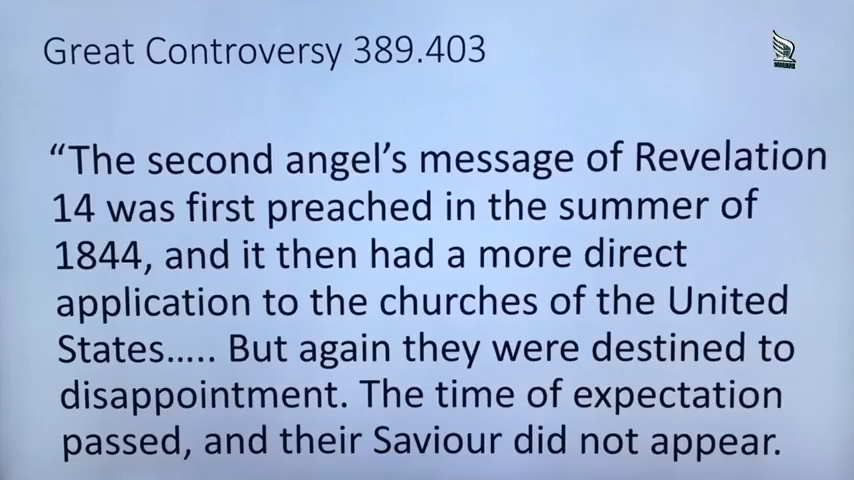 Great Controversy 389.403
“The second angel’s message of Revelation
14 was first preached in the summer of
1844, and it then had a more direct
application to the churches of the United
States..... But again they were destined to
disappointment. The time of expectation
passed, and their Saviour did not appear.